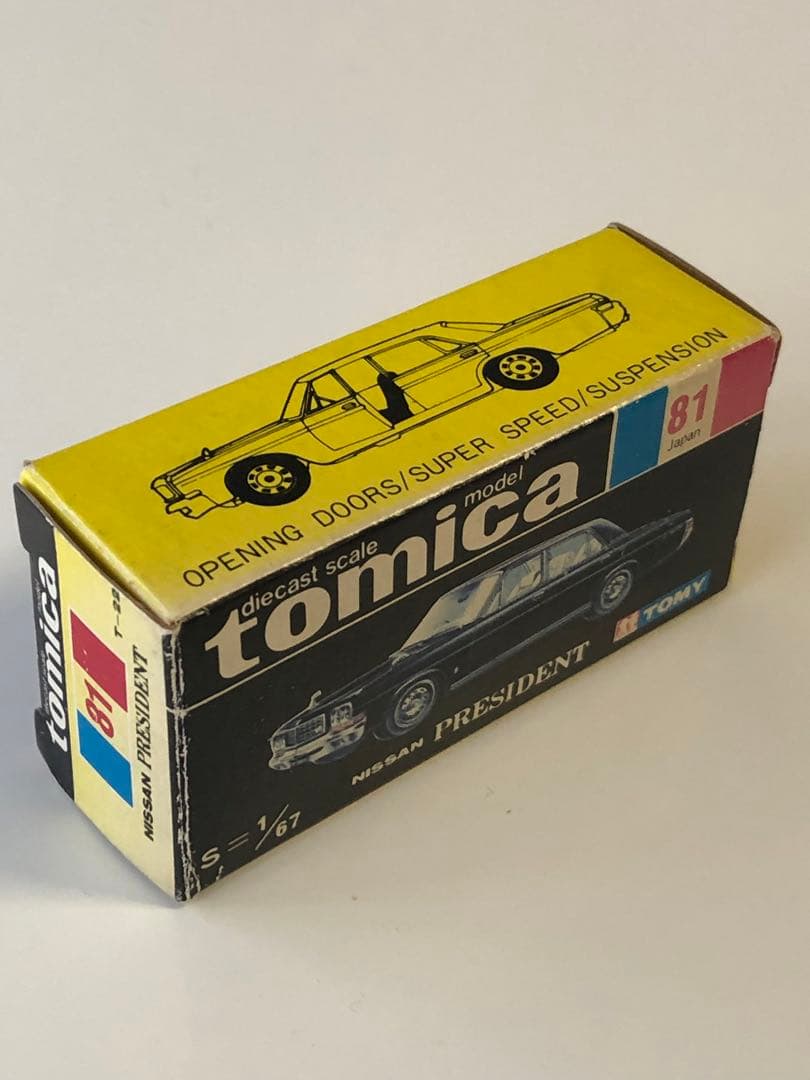 OPENING DOORS/SUPER SPEED/SUSPENSION
diecast scale model
tomica
81
Japan
NISSAN PRESIDENT
TOMY
S=1/67
tomica
model
81
NISSAN PRESIDENT